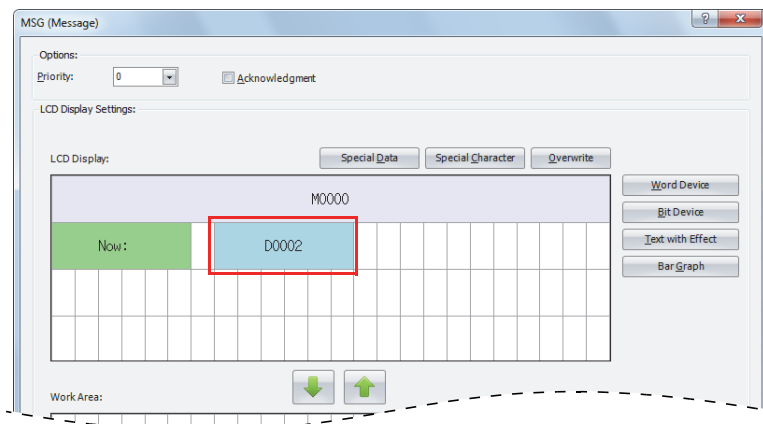 MSG (Message)
Options:
Priority: 0 Acknowledgment
LCD Display Settings:
LCD Display: Special Data Special Character Overwrite
M0000
Word Device
Bit Device
Now: D0002
Text with Effect
Bar Graph
Work Area: